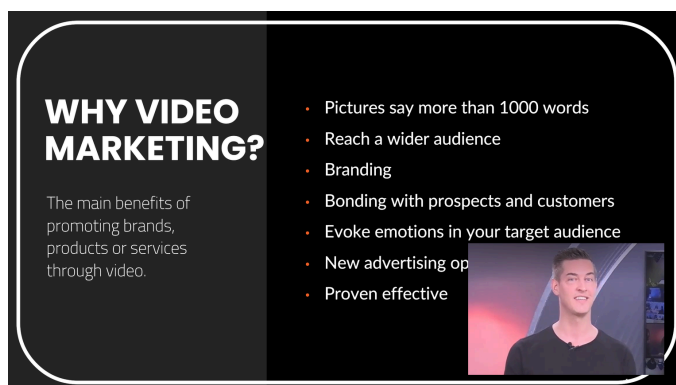 WHY VIDEO
MARKETING?
The main benefits of
promoting brands,
products or services
through video.
Pictures say more than 1000 words
Reach a wider audience
Branding
Bonding with prospects and customers
Evoke emotions in your target audience
New advertising
Proven effective